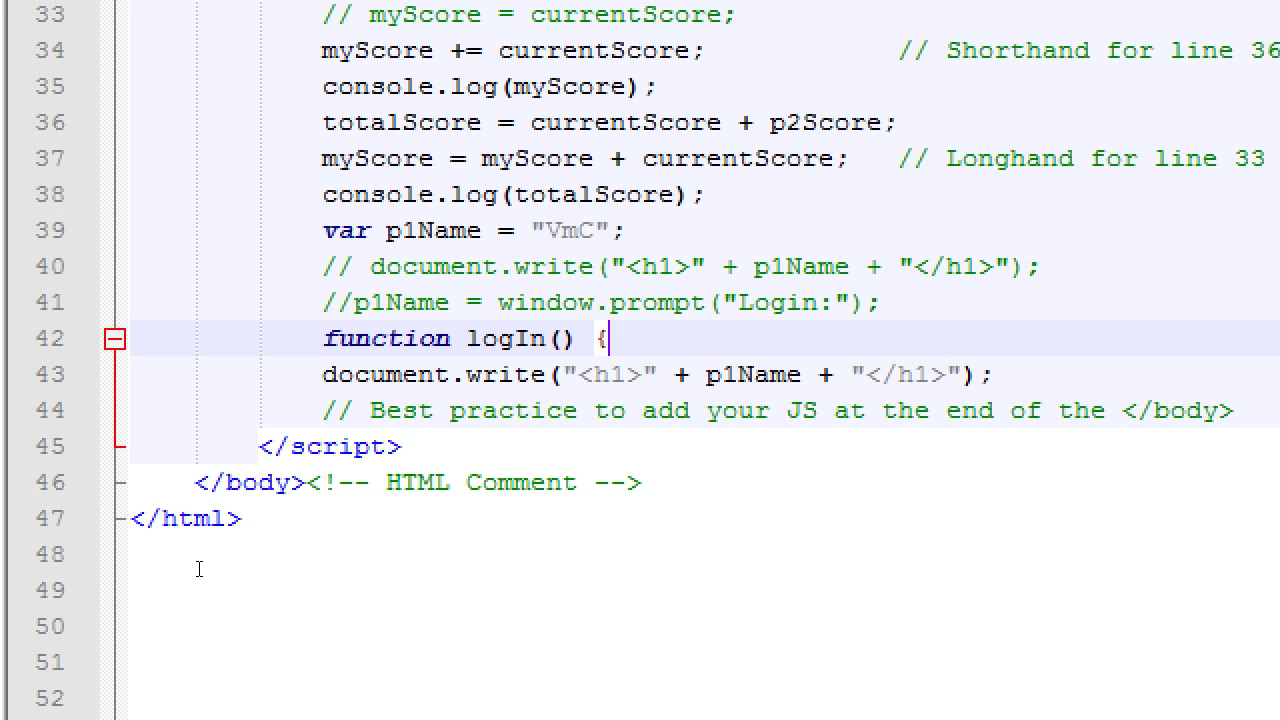 33 // myScore = currentScore;
34 myScore += currentScore; // Shorthand for line 36
35 console.log(myScore);
36 totalScore = currentScore + p2Score;
37 myScore = myScore + currentScore; // Longhand for line 33
38 console.log(totalScore);
39 var p1Name = "VmC";
40 // document.write("<h1>" + p1Name + "</h1>");
41 //p1Name = window.prompt("Login:");
42 function logIn() {
43 document.write("<h1>" + p1Name + "</h1>");
44 // Best practice to add your JS at the end of the </body>
45 </script>
46 </body><!-- HTML Comment -->
47 </html>
48
49
50
51
52